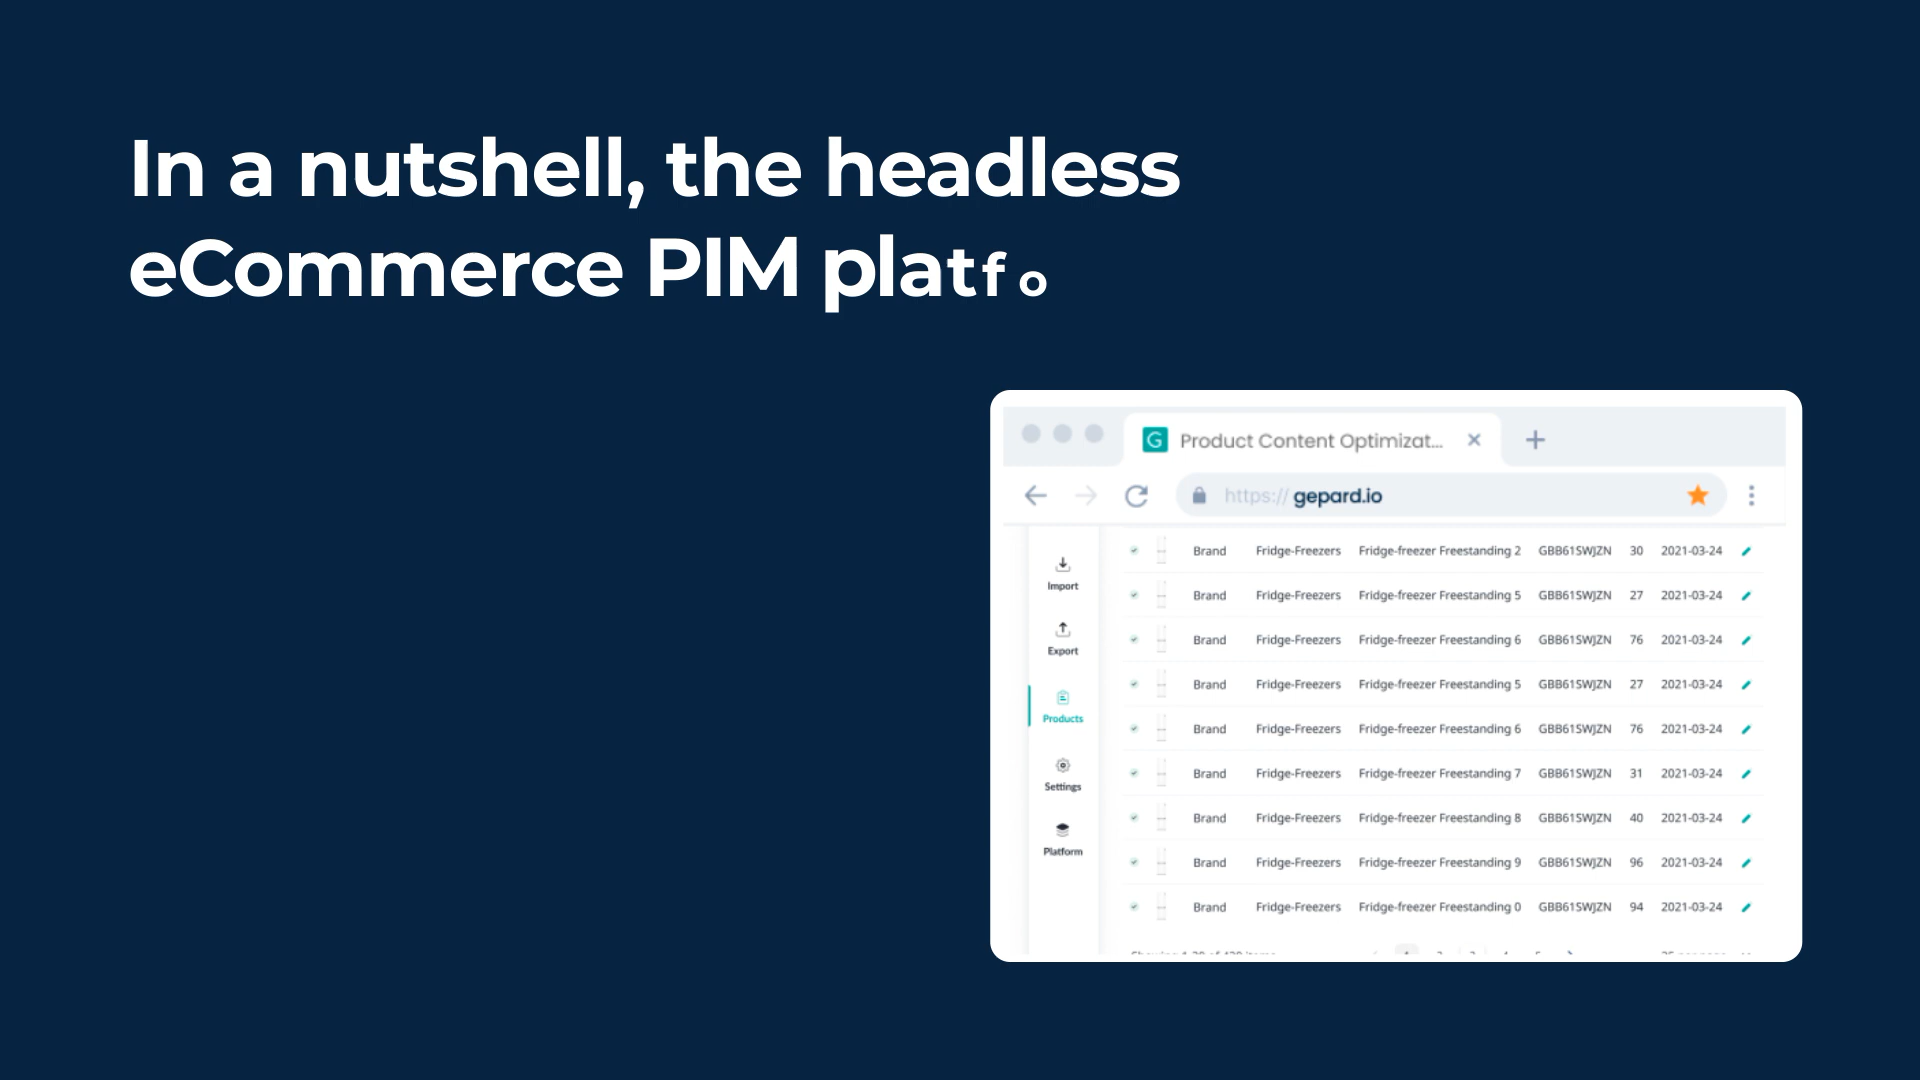 In a nutshell, the headless
eCommerce PIM platfo
G Product Content Optimizat...
https:// gepard.io
Import
Export
Products
Settings
Platform
Brand Fridge-Freezers Fridge-freezer Freestanding 2 GBB61SWJZN 30 2021-03-24
Brand Fridge-Freezers Fridge-freezer Freestanding 5 GBB61SWJZN 27 2021-03-24
Brand Fridge-Freezers Fridge-freezer Freestanding 6 GBB61SWJZN 76 2021-03-24
Brand Fridge-Freezers Fridge-freezer Freestanding 5 GBB61SWJZN 27 2021-03-24
Brand Fridge-Freezers Fridge-freezer Freestanding 6 GBB61SWJZN 76 2021-03-24
Brand Fridge-Freezers Fridge-freezer Freestanding 7 GBB61SWJZN 31 2021-03-24
Brand Fridge-Freezers Fridge-freezer Freestanding 8 GBB61SWJZN 40 2021-03-24
Brand Fridge-Freezers Fridge-freezer Freestanding 9 GBB61SWJZN 96 2021-03-24
Brand Fridge-Freezers Fridge-freezer Freestanding 0 GBB61SWJZN 94 2021-03-24